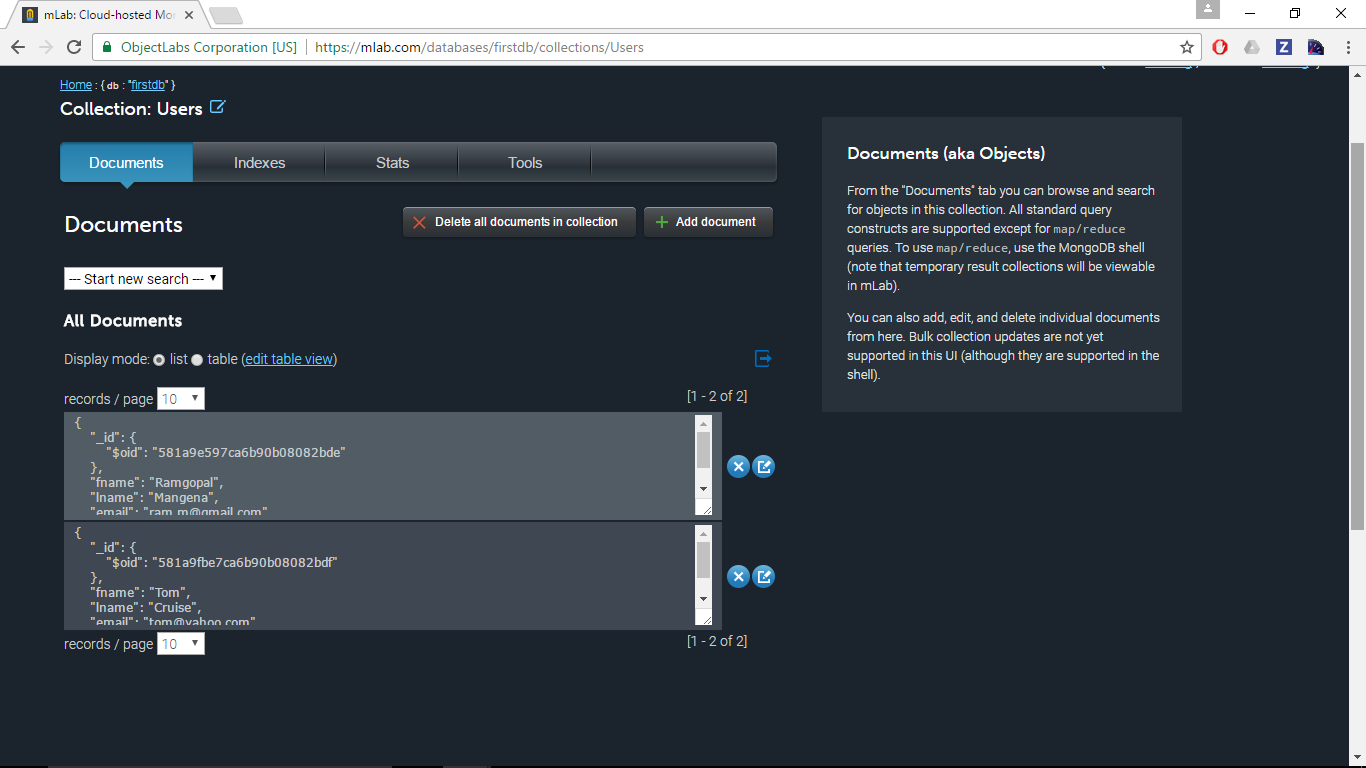 mLab: Cloud-hosted Mo
ObjectLabs Corporation [US] https://mlab.com/databases/firstdb/collections/Users
Home : { db : "firstdb" }
Collection: Users
Documents Indexes Stats Tools
Documents
Delete all documents in collection
Add document
--- Start new search ---
All Documents
Display mode: list table (edit table view)
records / page 10 [1 - 2 of 2]
{
"_id": {
"$oid": "581a9e597ca6b90b08082bde"
},
"fname": "Ramgopal",
"lname": "Mangena",
"email": "ram.m@gmail.com"
{
"_id": {
"$oid": "581a9fbe7ca6b90b08082bdf"
},
"fname": "Tom",
"lname": "Cruise",
"email": "tom@yahoo.com"
records / page 10 [1 - 2 of 2]
Documents (aka Objects)
From the "Documents" tab you can browse and search
for objects in this collection. All standard query
constructs are supported except for map/reduce
queries. To use map/reduce, use the MongoDB shell
(note that temporary result collections will be viewable
in mLab).
You can also add, edit, and delete individual documents
from here. Bulk collection updates are not yet
supported in this UI (although they are supported in the
shell).